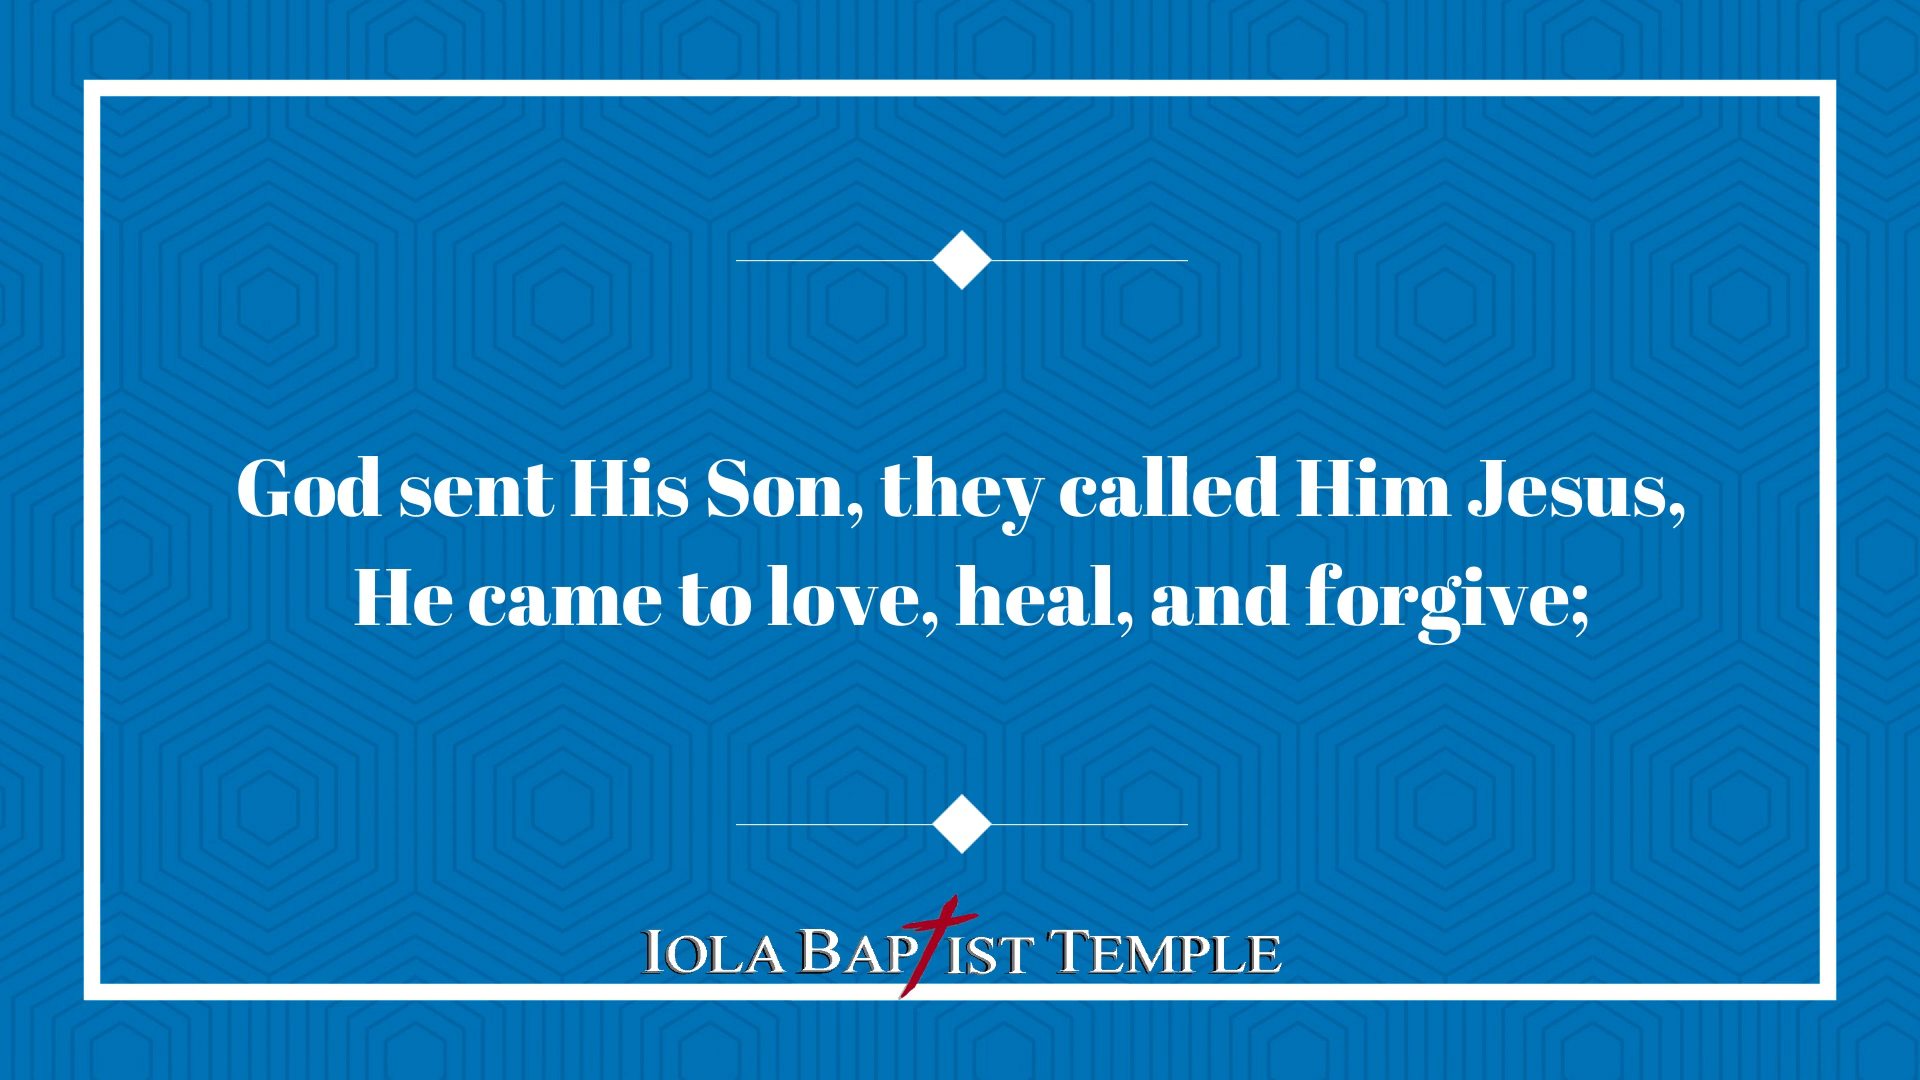 God sent His Son, they called Him Jesus,
He came to love, heal, and forgive;
IOLA BAPTIST TEMPLE